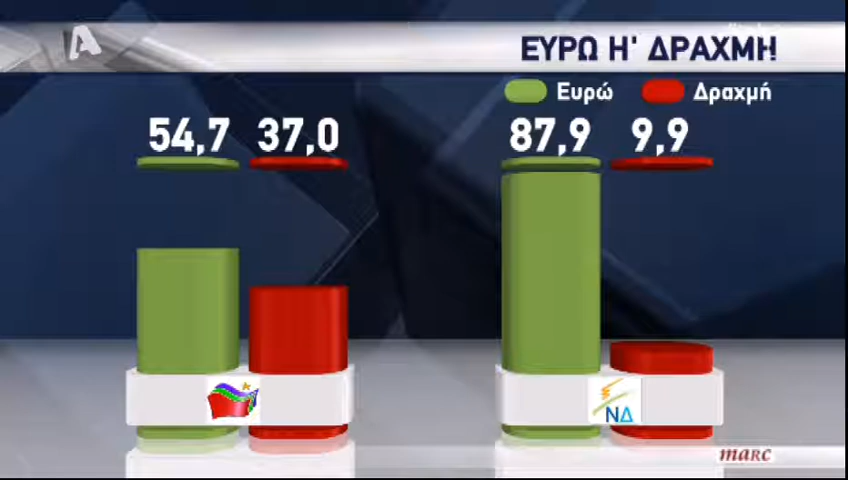 A
ΕΥΡΩ Η' ΔΡΑΧΜΗ
Ευρώ Δραχμή
54,7 37,0 87,9 9,9
ΝΔ
marc